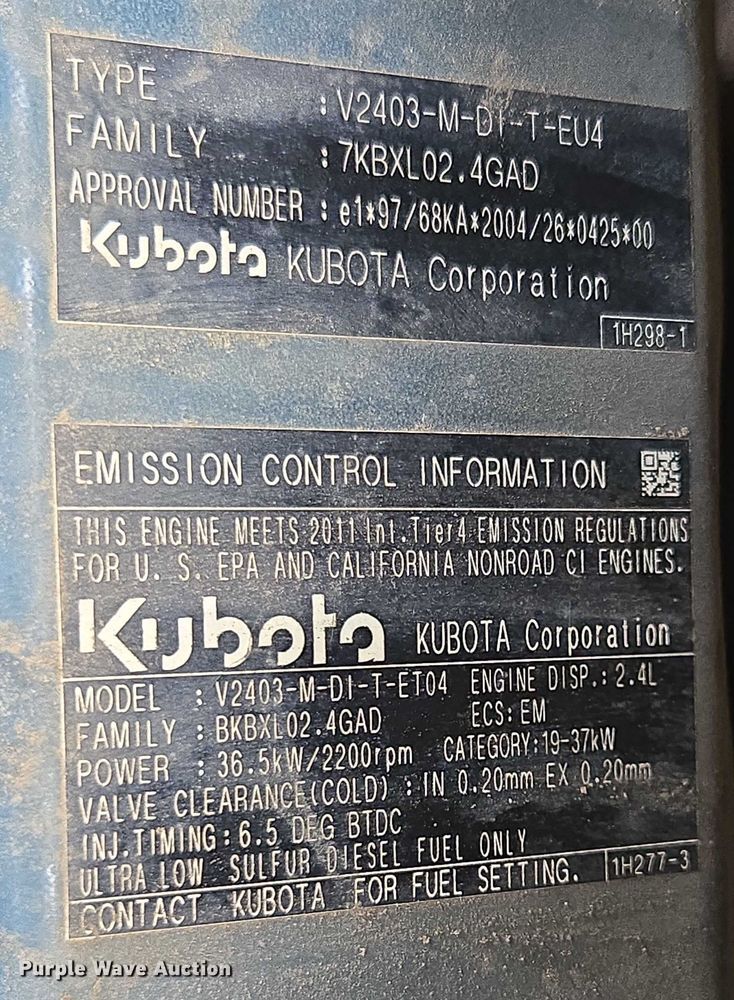 TYPE : V2403-M-DI-T-EU4
FAMILY : 7KBXL02.4GAD
APPROVAL NUMBER : e1*97/68KA*2004/26*0425*00
Kubota KUBOTA Corporation
1H298-1
EMISSION CONTROL INFORMATION
THIS ENGINE MEETS 2011 Int.Tier4 EMISSION REGULATIONS
FOR U. S. EPA AND CALIFORNIA NONROAD CI ENGINES.
Kubota KUBOTA Corporation
MODEL : V2403-M-DI-T-ET04 ENGINE DISP.: 2.4L
FAMILY : BKBXL02.4GAD ECS: EM
POWER : 36.5kW/2200rpm CATEGORY:19-37kW
VALVE CLEARANCE(COLD) : IN 0.20mm EX 0.20mm
INJ.TIMING:6.5 DEG BTDC
ULTRA LOW SULFUR DIESEL FUEL ONLY
CONTACT KUBOTA FOR FUEL SETTING. 1H277-3
Purple Wave Auction